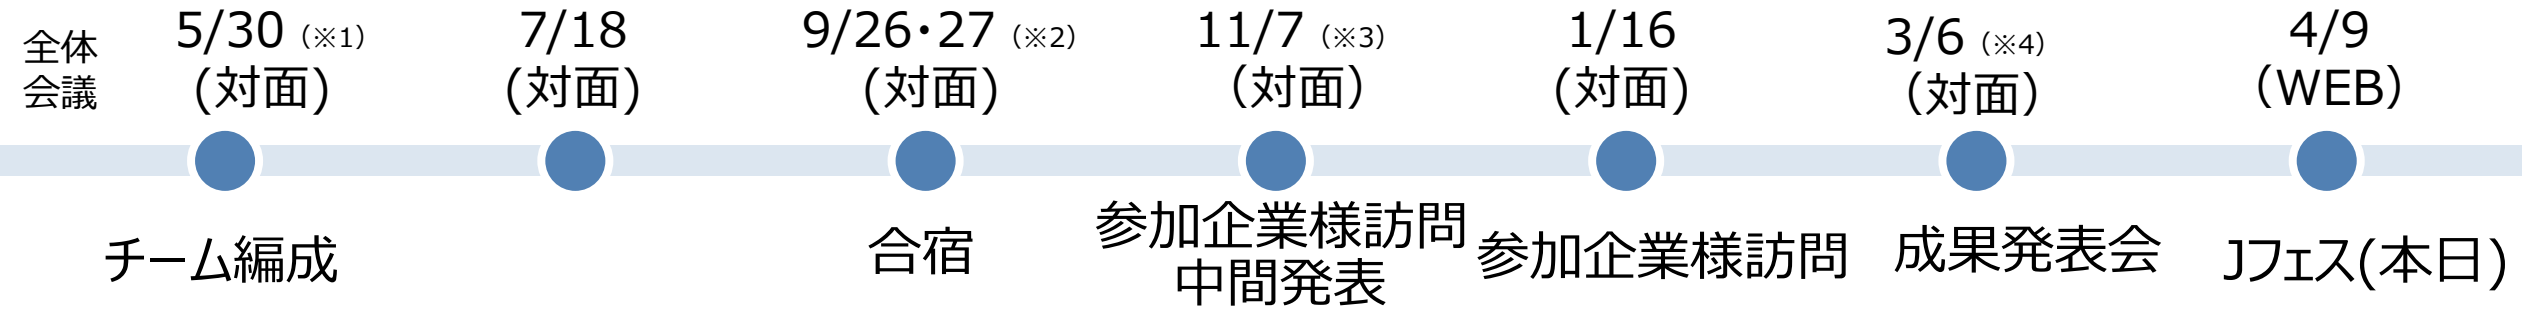 全体
会議
5/30（※1）
(対面)
7/18
(対面)
9/26・27（※2）
(対面)
11/7（※3）
（対面）
1/16
(対面)
3/6（※4）
（対面）
4/9
（WEB）
チーム編成
合宿
参加企業様訪問
中間発表
参加企業様訪問
成果発表会
Jフェス(本日)